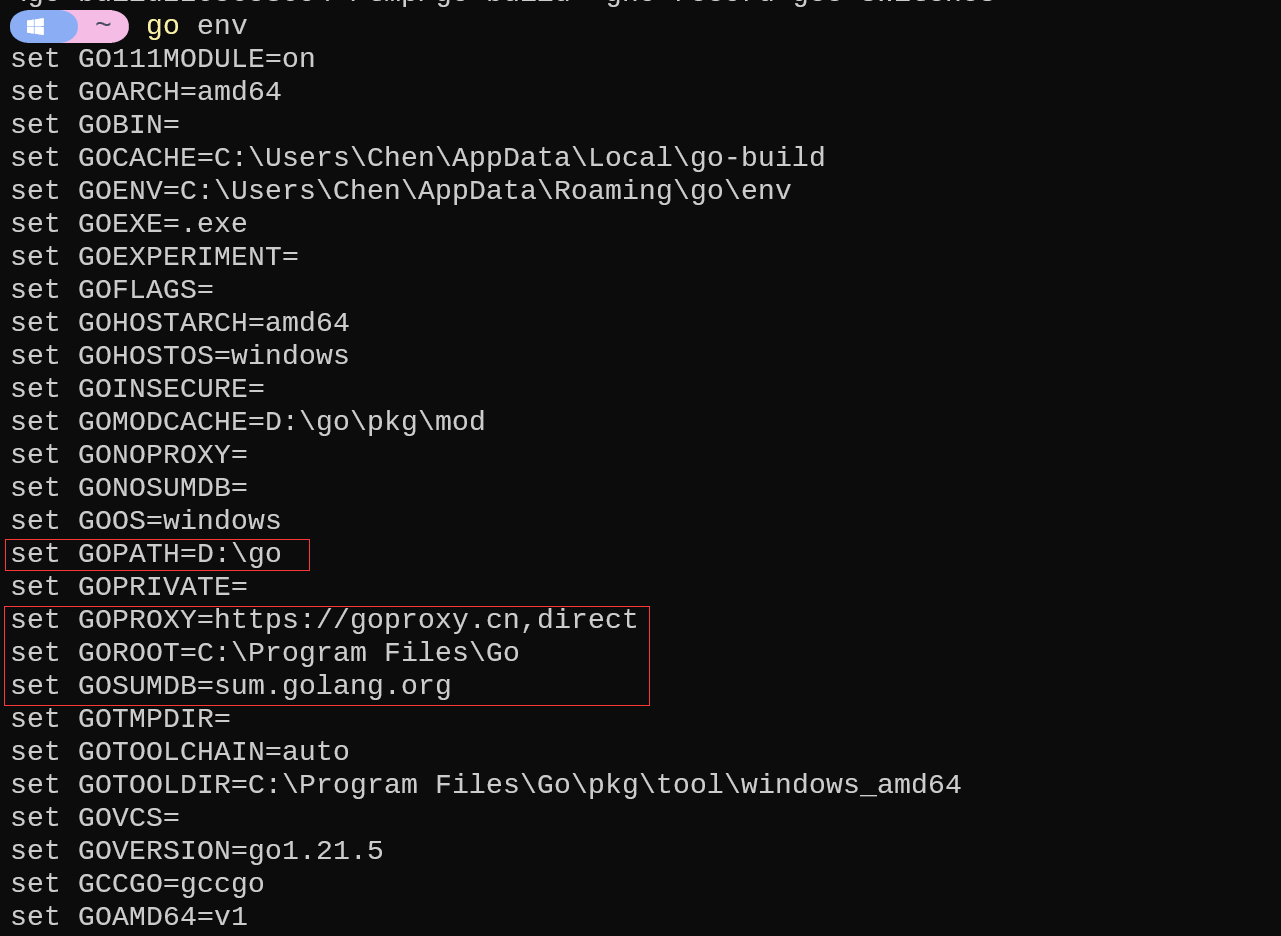 ~ go env
set GO111MODULE=on
set GOARCH=amd64
set GOBIN=
set GOCACHE=C:\Users\Chen\AppData\Local\go-build
set GOENV=C:\Users\Chen\AppData\Roaming\go\env
set GOEXE=.exe
set GOEXPERIMENT=
set GOFLAGS=
set GOHOSTARCH=amd64
set GOHOSTOS=windows
set GOINSECURE=
set GOMODCACHE=D:\go\pkg\mod
set GONOPROXY=
set GONOSUMDB=
set GOOS=windows
set GOPATH=D:\go
set GOPRIVATE=
set GOPROXY=https://goproxy.cn,direct
set GOROOT=C:\Program Files\Go
set GOSUMDB=sum.golang.org
set GOTMPDIR=
set GOTOOLCHAIN=auto
set GOTOOLDIR=C:\Program Files\Go\pkg\tool\windows_amd64
set GOVCS=
set GOVERSION=go1.21.5
set GCCGO=gccgo
set GOAMD64=v1